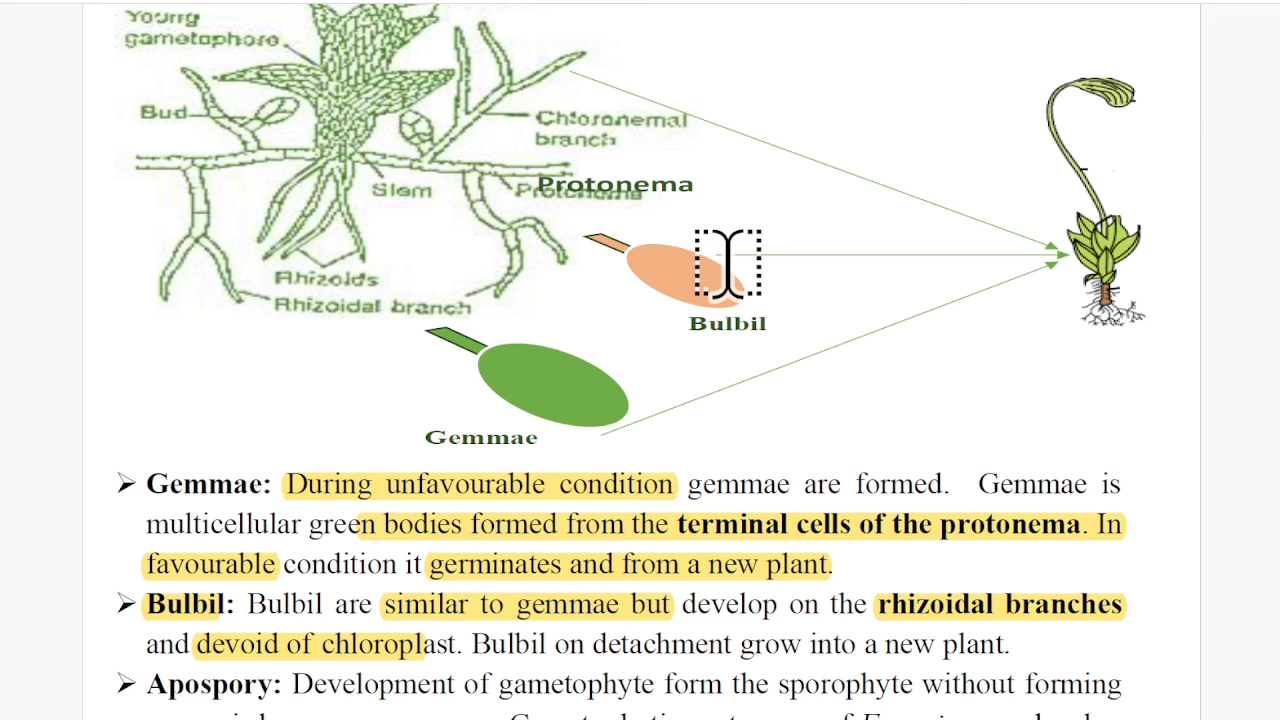 Young
gametophore
Bud
Chloronemal
branch
Stem
Protonema
Protonema
Rhizoids
Rhizoidal branch
Bulbil
Gemmae
➢ Gemmae: During unfavourable condition gemmae are formed. Gemmae is
multicellular green bodies formed from the terminal cells of the protonema. In
favourable condition it germinates and from a new plant.
➢ Bulbil: Bulbil are similar to gemmae but develop on the rhizoidal branches
and devoid of chloroplast. Bulbil on detachment grow into a new plant.
➢ Apospory: Development of gametophyte form the sporophyte without forming